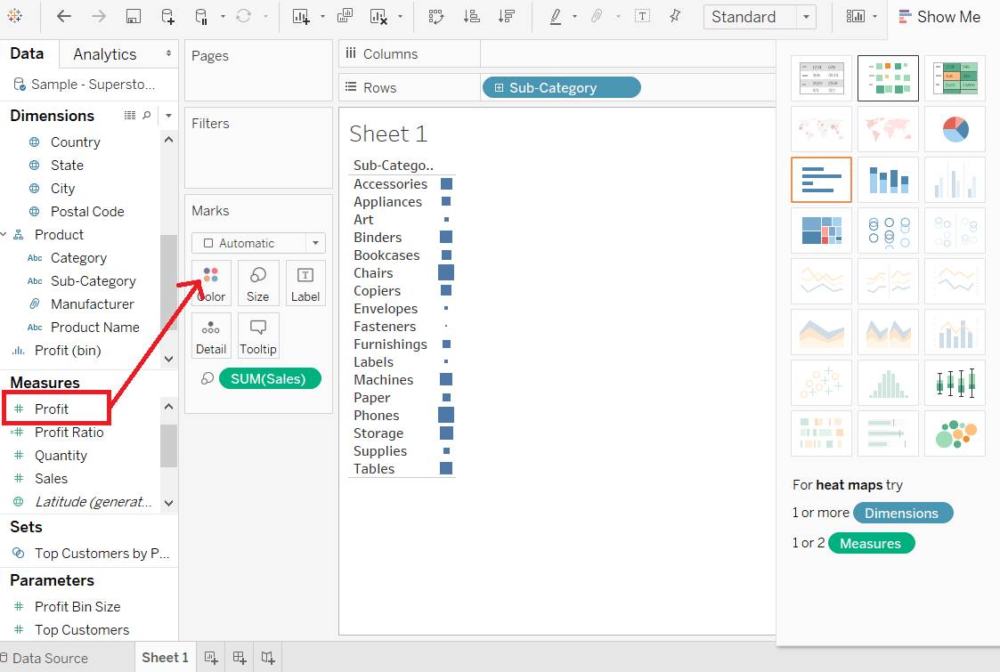 Standard
Show Me
Data
Analytics
Sample - Supersto...
Dimensions
Country
State
City
Postal Code
Product
Abc Category
Abc Sub-Category
Manufacturer
Abc Product Name
Profit (bin)
Measures
Profit
Profit Ratio
Quantity
Sales
Latitude (generat...
Sets
Top Customers by P...
Parameters
Profit Bin Size
Top Customers
Data Source
Sheet 1
Pages
Filters
Marks
Automatic
Color
Size
Label
Detail
Tooltip
SUM(Sales)
Columns
Rows
Sub-Category
Sheet 1
Sub-Catego..
Accessories
Appliances
Art
Binders
Bookcases
Chairs
Copiers
Envelopes
Fasteners
Furnishings
Labels
Machines
Paper
Phones
Storage
Supplies
Tables
For heat maps try
1 or more Dimensions
1 or 2 Measures